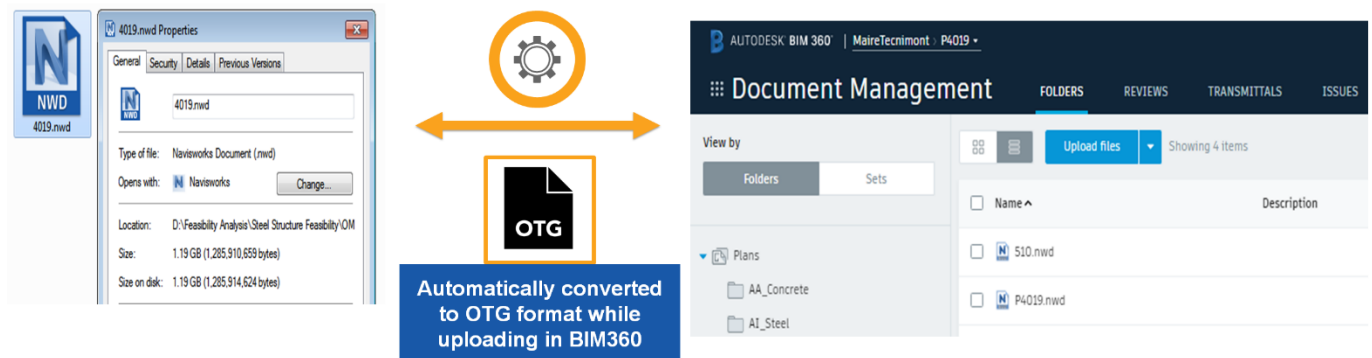 NWD
4019.nwd
4019.nwd Properties
General Security Details Previous Versions
NWD
4019.nwd
Type of file: Navisworks Document (.nwd)
Opens with: N Navisworks Change...
Location: D:\Feasibility Analysis\Steel Structure Feasibility\OM
Size: 1.19 GB (1,285,910,659 bytes)
Size on disk: 1.19 GB (1,285,914,624 bytes)
OTG
Automatically converted
to OTG format while
uploading in BIM360
AUTODESK® BIM 360® | MaireTecnimont > P4019
Document Management FOLDERS REVIEWS TRANSMITTALS ISSUES
View by
Folders Sets
Plans
AA_Concrete
AI_Steel
Upload files Showing 4 items
Name Description
N 510.nwd
N P4019.nwd